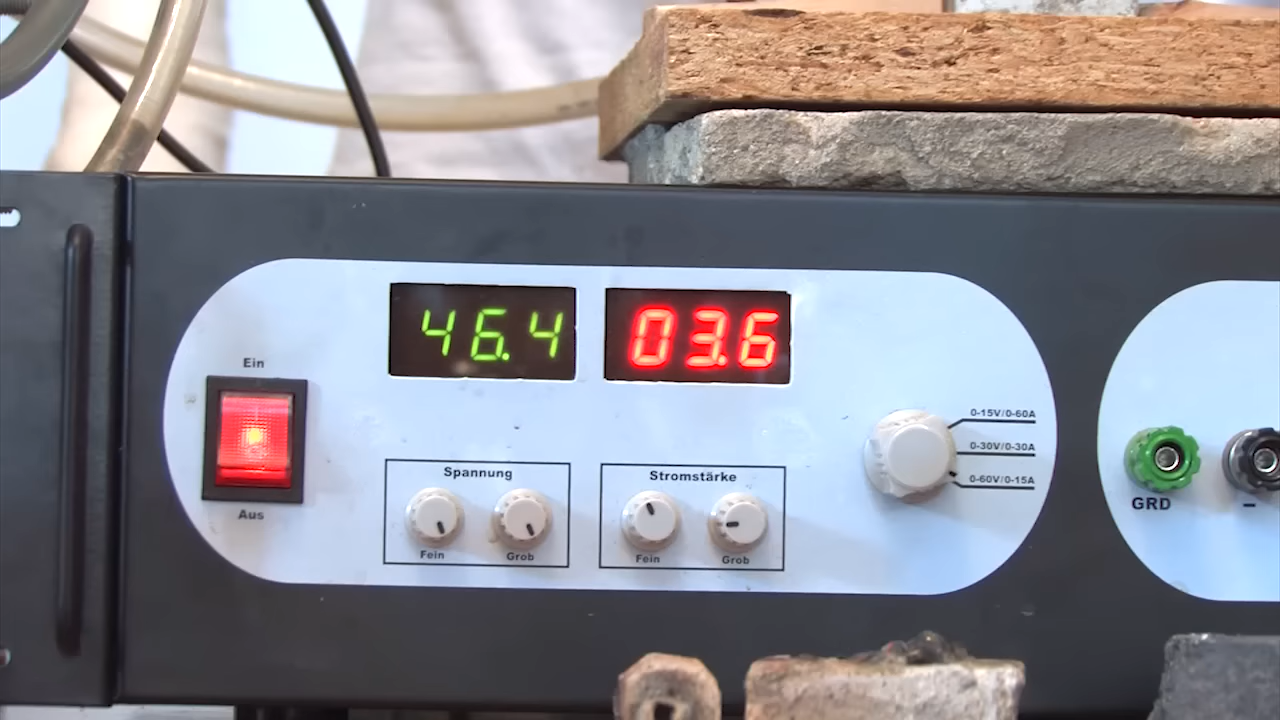 Ein
46.4
03.6
0-15V/0-60A
0-30V/0-30A
0-60V/0-15A
Spannung
Stromstärke
Aus
Fein
Grob
Fein
Grob
GRD
–